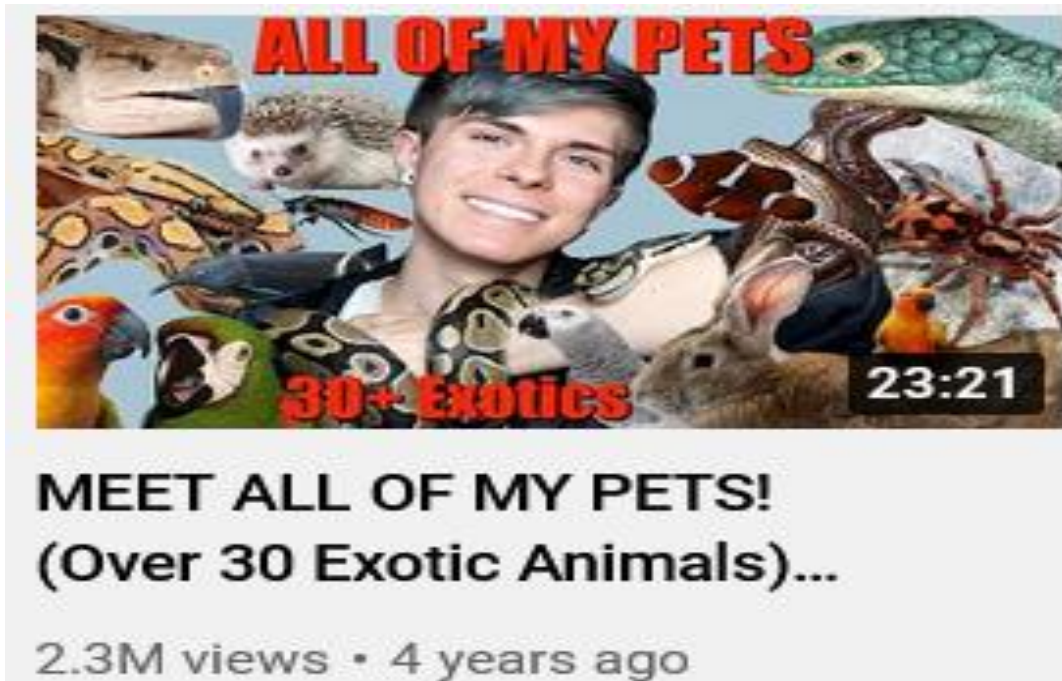 ALL OF MY PETS
30+ Exotics
23:21
MEET ALL OF MY PETS!
(Over 30 Exotic Animals)...
2.3M views • 4 years ago